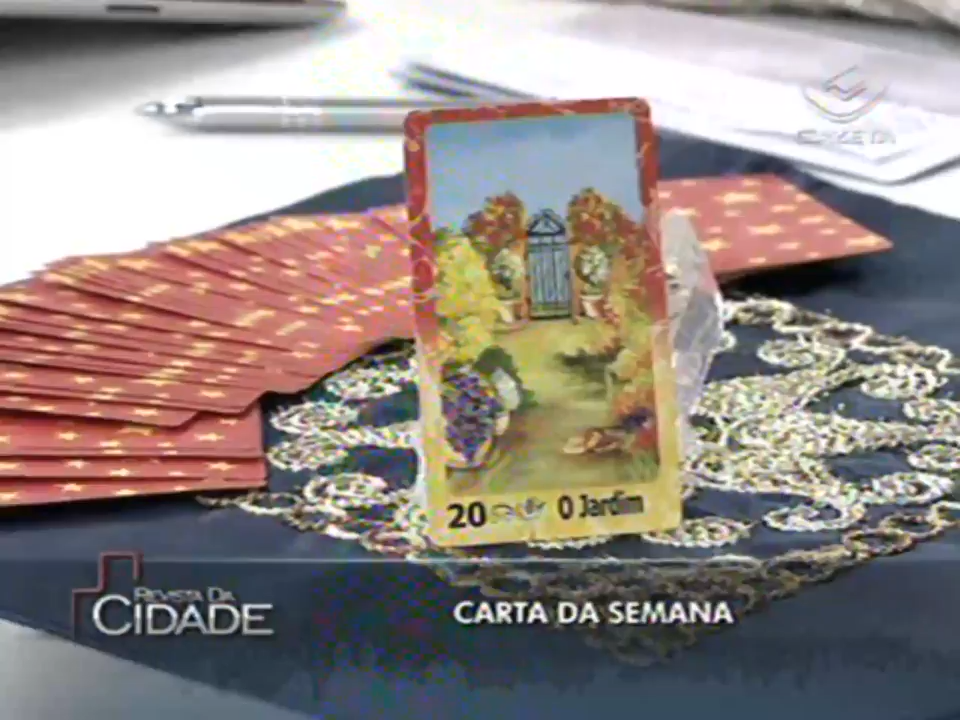 GAZETA
20 O Jardim
REVISTA DA
CIDADE
CARTA DA SEMANA